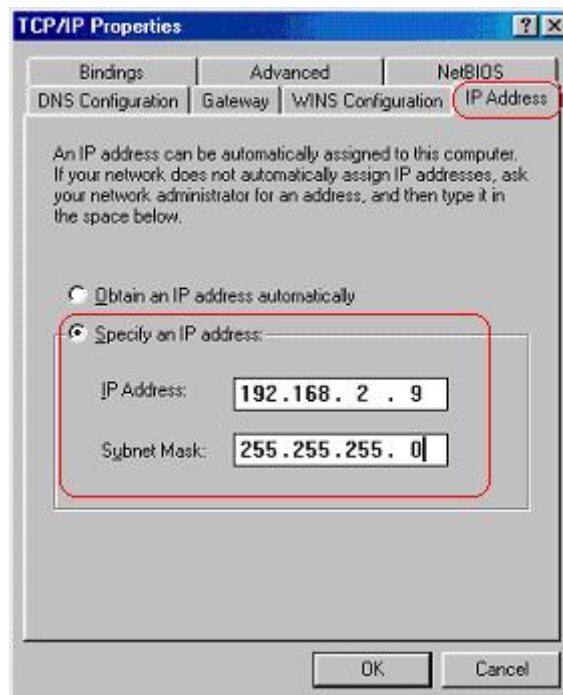 TCP/IP Properties
Bindings Advanced NetBIOS
DNS Configuration Gateway WINS Configuration IP Address
An IP address can be automatically assigned to this computer.
If your network does not automatically assign IP addresses, ask
your network administrator for an address, and then type it in
the space below.
Obtain an IP address automatically
Specify an IP address:
IP Address: 192.168. 2 . 9
Subnet Mask: 255.255.255. 0
OK Cancel